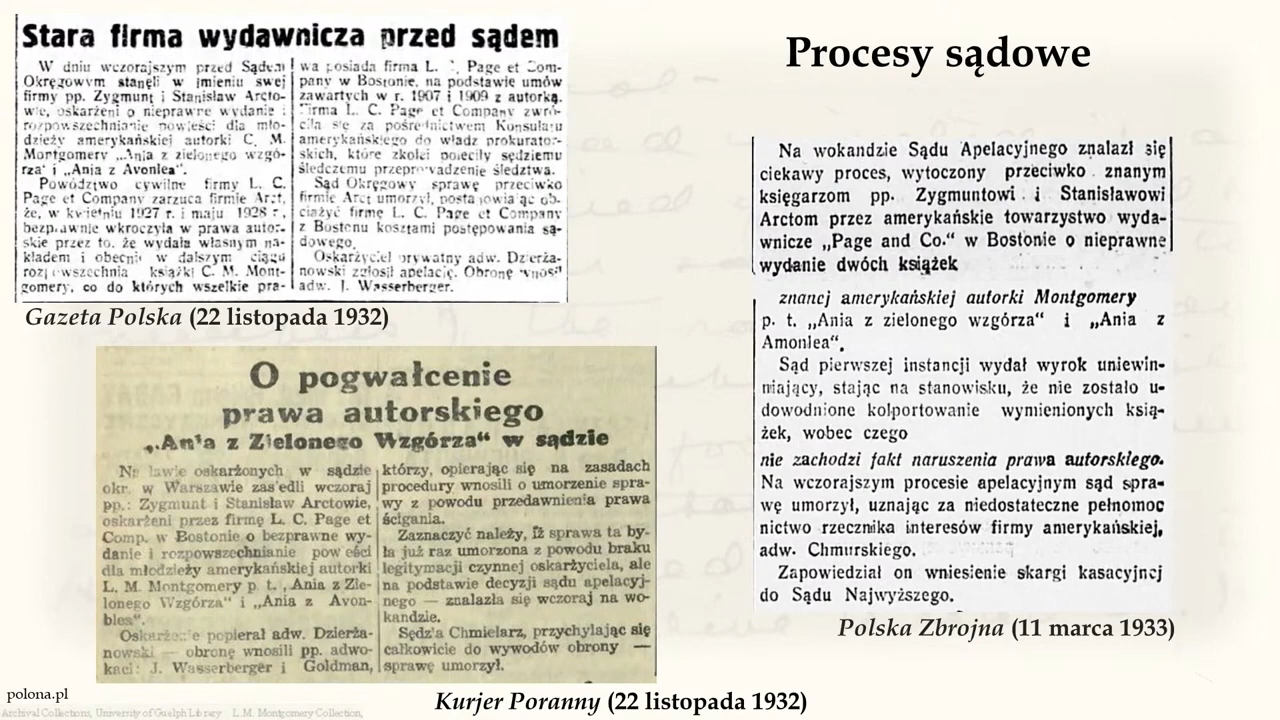 Procesy sądowe
Stara firma wydawnicza przed sądem
W dniu wczorajszym przed Sądem
Okręgowym stanęli w imieniu swej
firmy pp. Zygmunt i Stanisław Arcto-
wie, oskarżeni o nieprawne wydanie i
rozpowszechnianie powieści dla mło-
dzieży amerykańskiej autorki C. M.
Montgomery „Ania z zielonego wzgó-
rza" i „Ania z Avonlea".
Powództwo cywilne firmy L. C.
Page et Company zarzuca firmie Arct,
że, w kwietniu 1927 r. i maju 1928 r.,
bezprawnie wkroczyła w prawa autor-
skie przez to, że wydała własnym na-
kładem i obecnie w dalszym ciągu
rozpowszechnia książki C. M. Mont-
gomery, co do których wszelkie pra-
wa posiada firma L. C. Page et Com-
pany w Bostonie, na podstawie umów
zawartych w r. 1907 i 1909 z autorką.
Firma L. C. Page et Company zwró-
ciła się za pośrednictwem Konsulatu
amerykańskiego do władz prokurator-
skich, które zkolei poleciły sędziemu
śledczemu przeprowadzenie śledztwa.
Sąd Okręgowy sprawę przeciwko
firmie Arct umorzył, postanowiając ob-
ciążyć firmę L. C. Page et Company
z Bostonu kosztami postępowania są-
dowego.
Oskarżyciel prywatny adw. Dzierża-
nowski zgłosił apelację. Obronę wnosił
adw. J. Wasserberger.
Gazeta Polska (22 listopada 1932)
O pogwałcenie
prawa autorskiego
„Ania z Zielonego Wzgórza" w sądzie
Na ławie oskarżonych w sądzie
okr. w Warszawie zasiedli wczoraj
pp.: Zygmunt i Stanisław Arctowie,
oskarżeni przez firmę L. C. Page et
Comp. w Bostonie o bezprawne wy-
danie i rozpowszechnianie powieści
dla młodzieży amerykańskiej autorki
L. M. Montgomery p. t. „Ania z Zie-
lonego Wzgórza" i „Ania z Avon-
blea".
Oskarżenie popierał adw. Dzierża-
nowski — obronę wnosili pp. adwo-
kaci: J. Wasserberger i Goldman,
którzy, opierając się na zasadach
procedury wnosili o umorzenie spra-
wy z powodu przedawnienia prawa
ścigania.
Zaznaczyć należy, iż sprawa ta by-
ła już raz umorzona z powodu braku
legitymacji czynnej oskarżyciela, ale
na podstawie decyzji sądu apelacyj-
nego — znalazła się wczoraj na wo-
kandzie.
Sędzia Chmielarz, przychylając się
całkowicie do wywodów obrony —
sprawę umorzył.
Kurjer Poranny (22 listopada 1932)
Na wokandzie Sądu Apelacyjnego znalazł się
ciekawy proces, wytoczony przeciwko znanym
księgarzom pp. Zygmuntowi i Stanisławowi
Arctom przez amerykańskie towarzystwo wyda-
wnicze „Page and Co." w Bostonie o nieprawne
wydanie dwóch książek
znanej amerykańskiej autorki Montgomery
p. t. „Ania z zielonego wzgórza" i „Ania z
Amonlea".
Sąd pierwszej instancji wydał wyrok uniewin-
niający, stając na stanowisku, że nie zostało u-
dowodnione kolportowanie wymienionych ksią-
żek, wobec czego
nie zachodzi fakt naruszenia prawa autorskiego.
Na wczorajszym procesie apelacyjnym sąd spra-
wę umorzył, uznając za niedostateczne pełnomoc
nictwo rzecznika interesów firmy amerykańskiej,
adw. Chmurskiego.
Zapowiedział on wniesienie skargi kasacyjnej
do Sądu Najwyższego.
Polska Zbrojna (11 marca 1933)
polona.pl
Archival Collections, University of Guelph Library : L.M. Montgomery Collection,